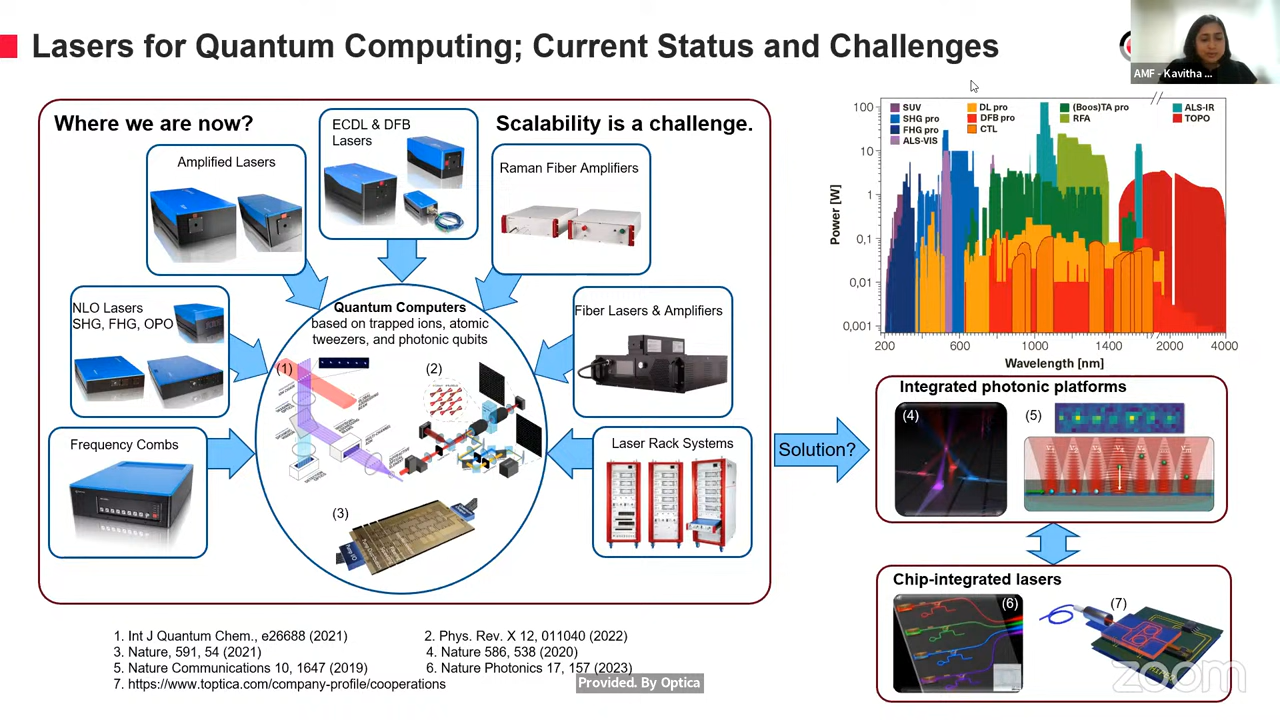 Lasers for Quantum Computing; Current Status and Challenges
AMF - Kavitha ...
Where we are now?
Scalability is a challenge.
Amplified Lasers
ECDL & DFB
Lasers
Raman Fiber Amplifiers
NLO Lasers
SHG, FHG, OPO
Fiber Lasers & Amplifiers
Frequency Combs
Laser Rack Systems
Quantum Computers
based on trapped ions, atomic
tweezers, and photonic qubits
(1)
(2)
(3)
Solution?
Power [W]
100
10
1
0,1
0,01
0,001
SUV
SHG pro
FHG pro
ALS-VIS
DL pro
DFB pro
CTL
(Boos)TA pro
RFA
ALS-IR
TOPO
200
600
1000
1400
2000
4000
Wavelength [nm]
Integrated photonic platforms
(4)
(5)
Chip-integrated lasers
(6)
(7)
1. Int J Quantum Chem., e26688 (2021)
2. Phys. Rev. X 12, 011040 (2022)
3. Nature, 591, 54 (2021)
4. Nature 586, 538 (2020)
5. Nature Communications 10, 1647 (2019)
6. Nature Photonics 17, 157 (2023)
7. https://www.toptica.com/company-profile/cooperations
Provided. By Optica
zoom